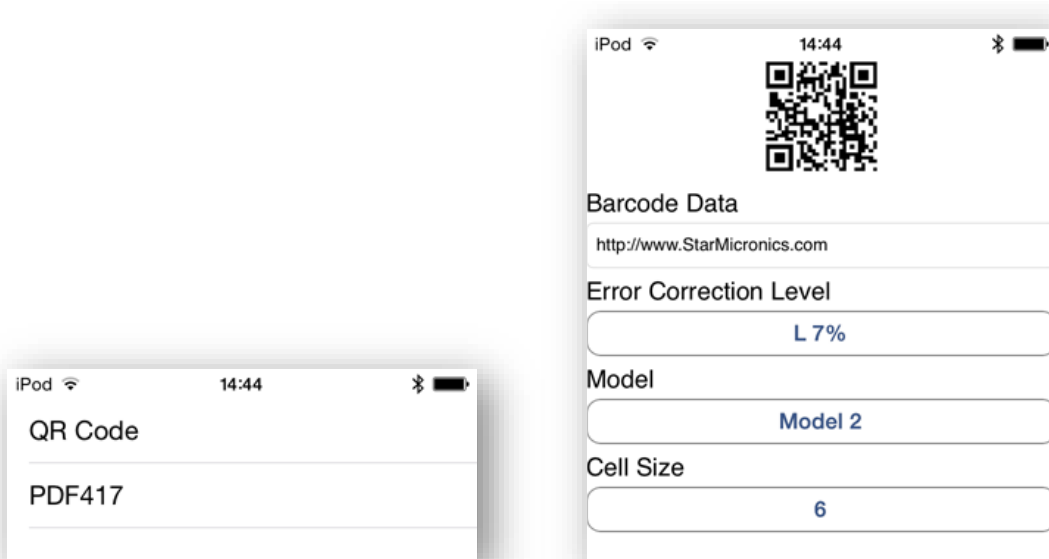 iPod 14:44
QR Code
PDF417
iPod 14:44
Barcode Data
http://www.StarMicronics.com
Error Correction Level
L 7%
Model
Model 2
Cell Size
6